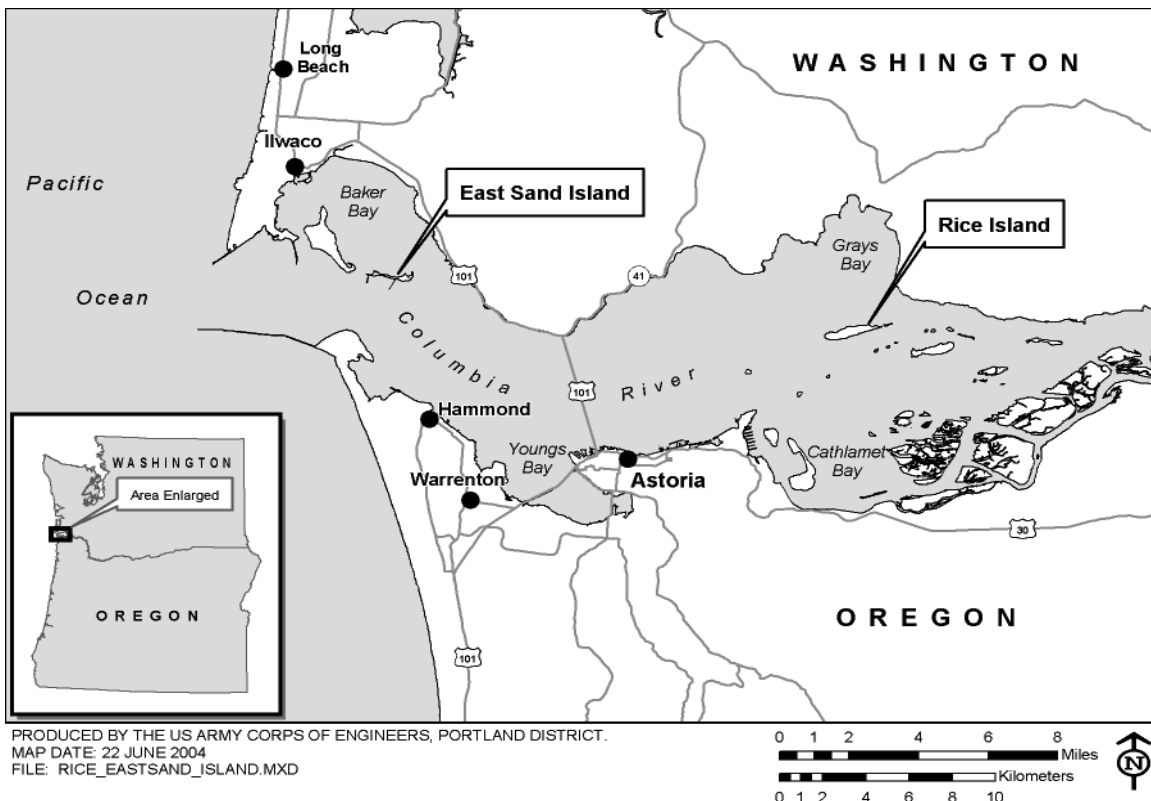 Long
Beach
Ilwaco
WASHINGTON
Pacific
Ocean
Baker
Bay
East Sand Island
Rice Island
Grays
Bay
101
41
Columbia
River
101
Hammond
Youngs
Bay
Astoria
Warrenton
Cathlamet
Bay
30
OREGON
101
WASHINGTON
Area Enlarged
OREGON
PRODUCED BY THE US ARMY CORPS OF ENGINEERS, PORTLAND DISTRICT.
MAP DATE: 22 JUNE 2004
FILE: RICE_EASTSAND_ISLAND.MXD
0 1 2 4 6 8
Miles
Kilometers
0 1 2 4 6 8 10
N